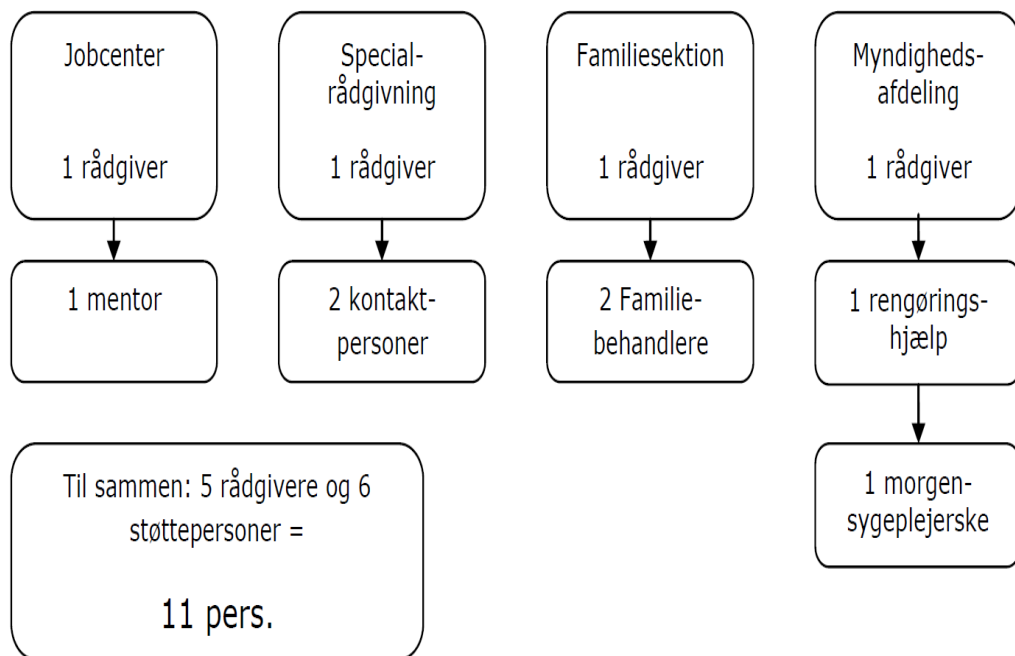 Jobcenter
1 rådgiver
Special-
rådgivning
1 rådgiver
Familiesektion
1 rådgiver
Myndigheds-
afdeling
1 rådgiver
1 mentor
2 kontakt-
personer
2 Familie-
behandlere
1 rengørings-
hjælp
Til sammen: 5 rådgivere og 6
støttepersoner =
11 pers.
1 morgen-
sygeplejerske